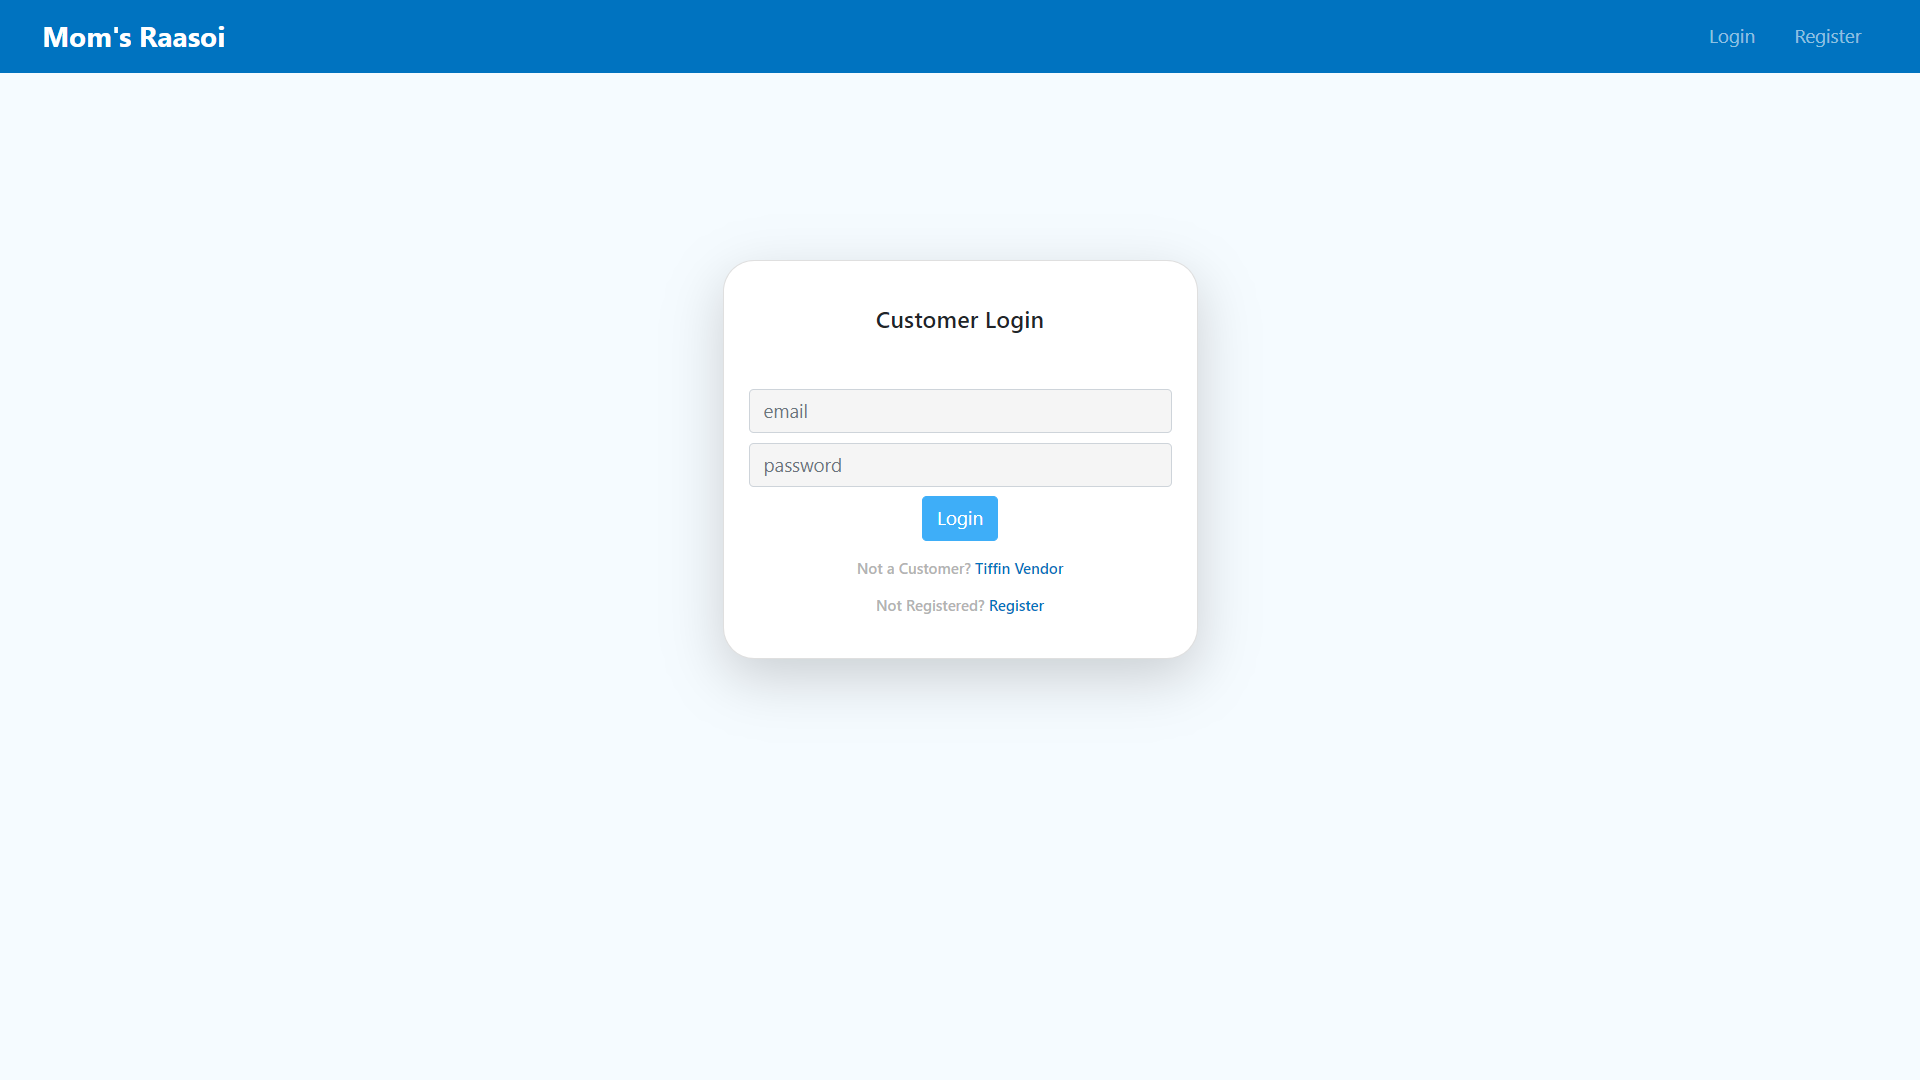 Mom's Raasoi
Login
Register
Customer Login
email
password
Login
Not a Customer? Tiffin Vendor
Not Registered? Register